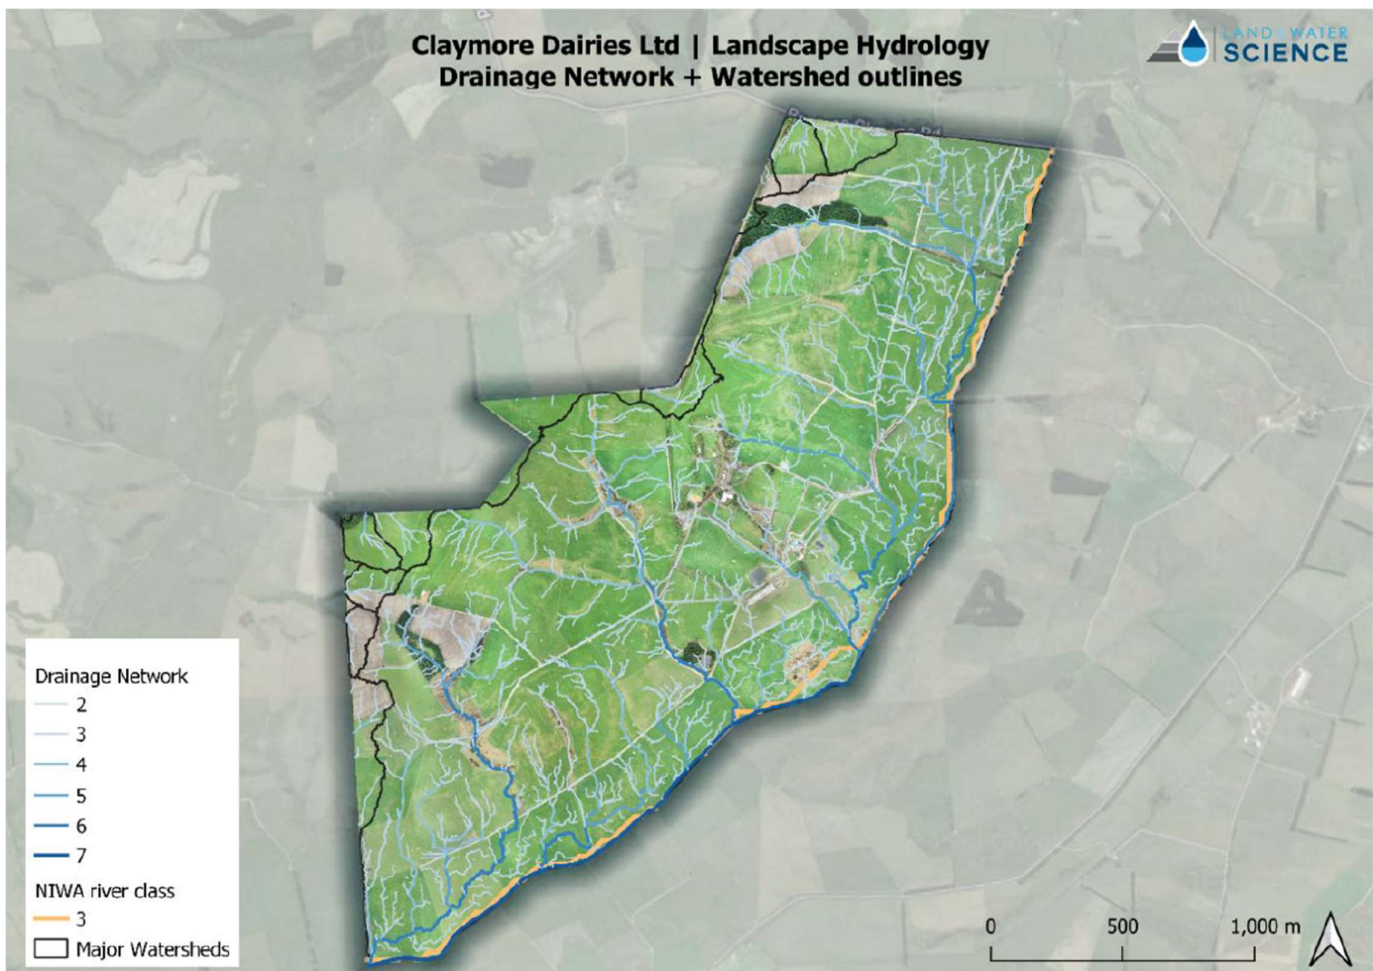 Claymore Dairies Ltd | Landscape Hydrology
Drainage Network + Watershed outlines
LAND & WATER
SCIENCE
Rd
Drainage Network
2
3
4
5
6
7
NIWA river class
3
Major Watersheds
0 500 1,000 m